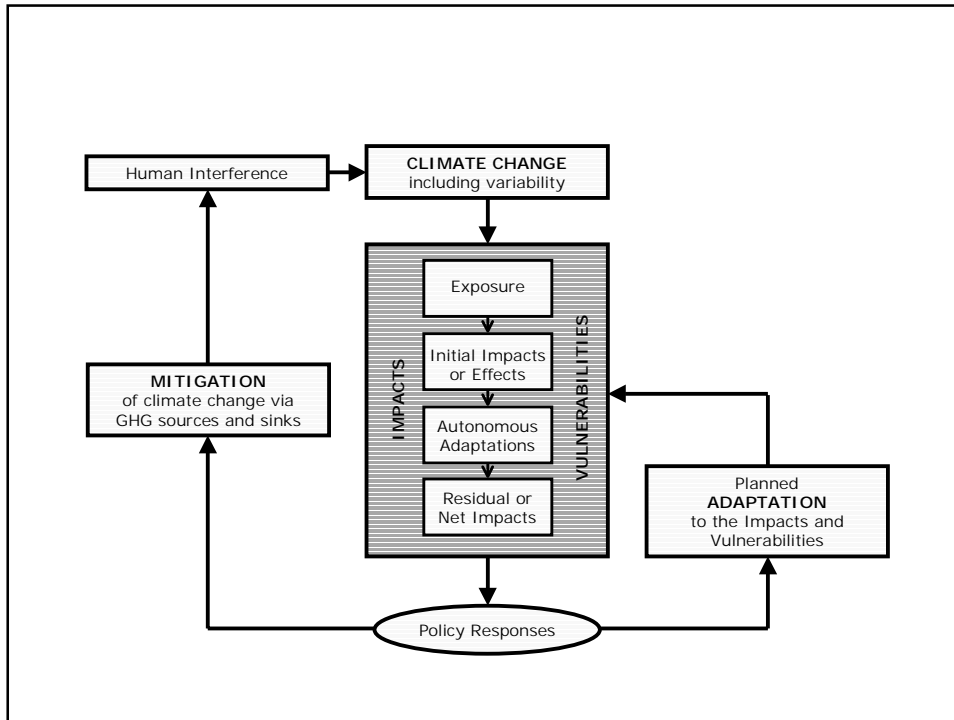 Human Interference
CLIMATE CHANGE
including variability
Exposure
Initial Impacts
or Effects
Autonomous
Adaptations
Residual or
Net Impacts
IMPACTS
VULNERABILITIES
MITIGATION
of climate change via
GHG sources and sinks
Planned
ADAPTATION
to the Impacts and
Vulnerabilities
Policy Responses